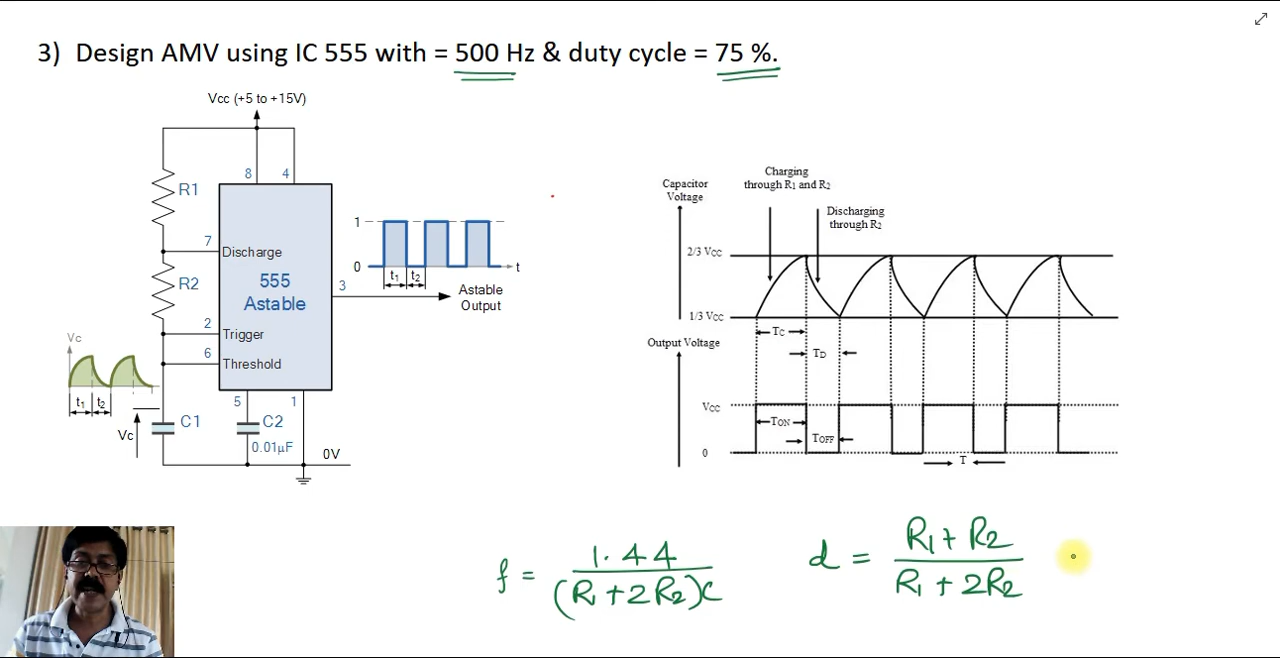 3) Design AMV using IC 555 with = 500 Hz & duty cycle = 75 %.
Vcc (+5 to +15V)
8
4
R1
7
Discharge
R2
555
Astable
2
Trigger
6
Threshold
3
1
0
t₁
t₂
t
Astable
Output
Vc
t₁
t₂
Vc
C1
5
1
C2
0.01µF
0V
Charging
through R1 and R2
Capacitor
Voltage
Discharging
through R2
2/3 Vcc
1/3 Vcc
TC
TD
Output Voltage
Vcc
TON
TOFF
0
T
f = 1.44 / (R1 + 2R2)C
d = R1 + R2 / R1 + 2R2